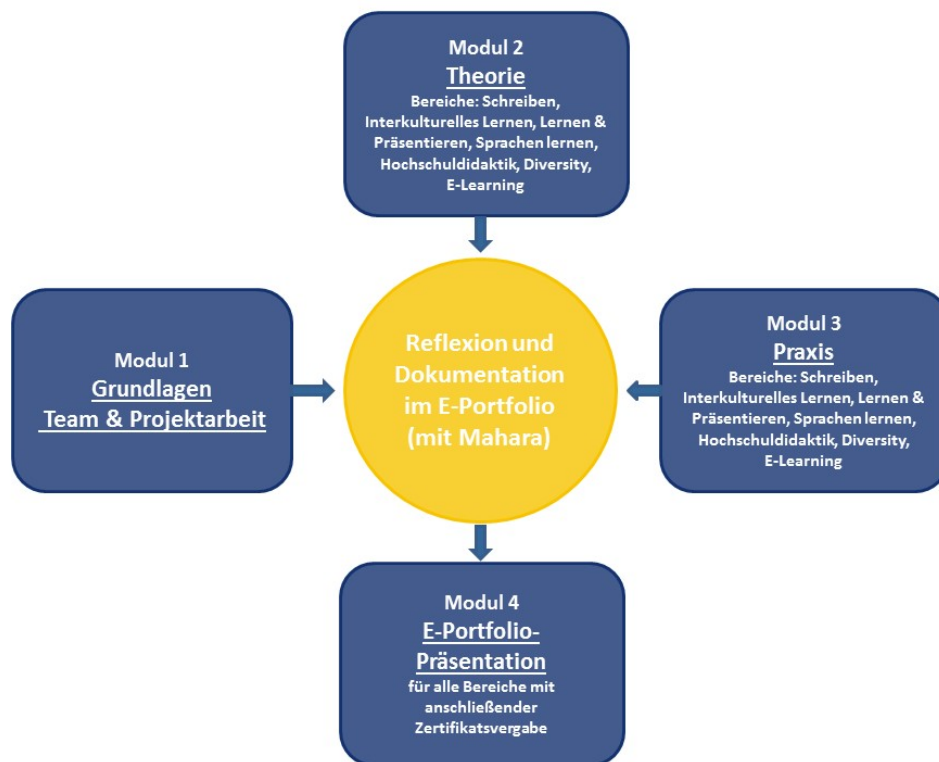 Modul 2
Theorie
Bereiche: Schreiben,
Interkulturelles Lernen, Lernen &
Präsentieren, Sprachen lernen,
Hochschuldidaktik, Diversity,
E-Learning
Modul 1
Grundlagen
Team & Projektarbeit
Reflexion und
Dokumentation
im E-Portfolio
(mit Mahara)
Modul 3
Praxis
Bereiche: Schreiben,
Interkulturelles Lernen, Lernen &
Präsentieren, Sprachen lernen,
Hochschuldidaktik, Diversity,
E-Learning
Modul 4
E-Portfolio-
Präsentation
für alle Bereiche mit
anschließender
Zertifikatsvergabe